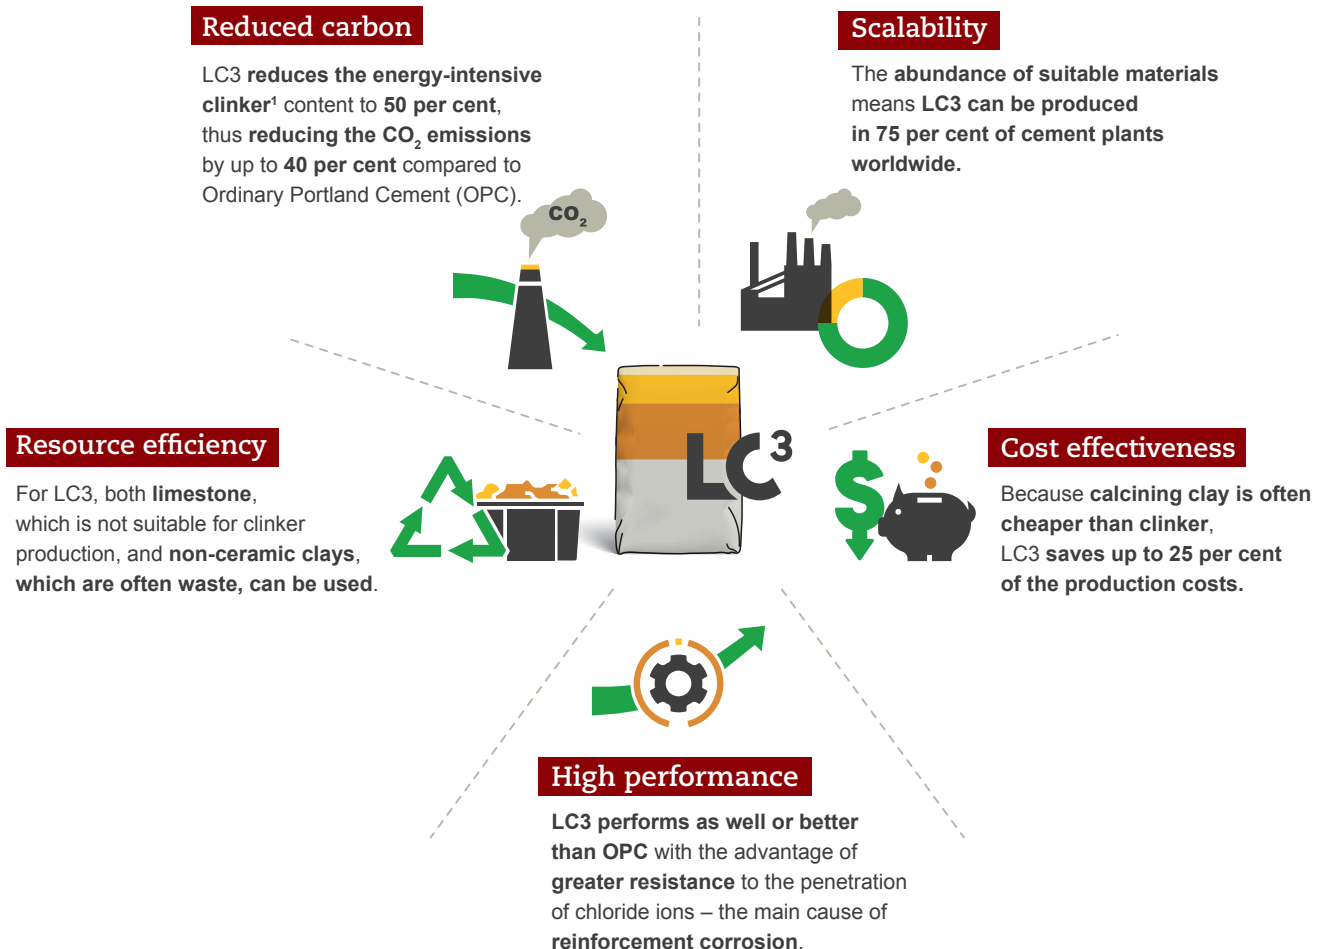 Reduced carbon
LC3 reduces the energy-intensive
clinker¹ content to 50 per cent,
thus reducing the CO₂ emissions
by up to 40 per cent compared to
Ordinary Portland Cement (OPC).
CO₂
Scalability
The abundance of suitable materials
means LC3 can be produced
in 75 per cent of cement plants
worldwide.
Resource efficiency
For LC3, both limestone,
which is not suitable for clinker
production, and non-ceramic clays,
which are often waste, can be used.
LC³
$
Cost effectiveness
Because calcining clay is often
cheaper than clinker,
LC3 saves up to 25 per cent
of the production costs.
High performance
LC3 performs as well or better
than OPC with the advantage of
greater resistance to the penetration
of chloride ions – the main cause of
reinforcement corrosion.